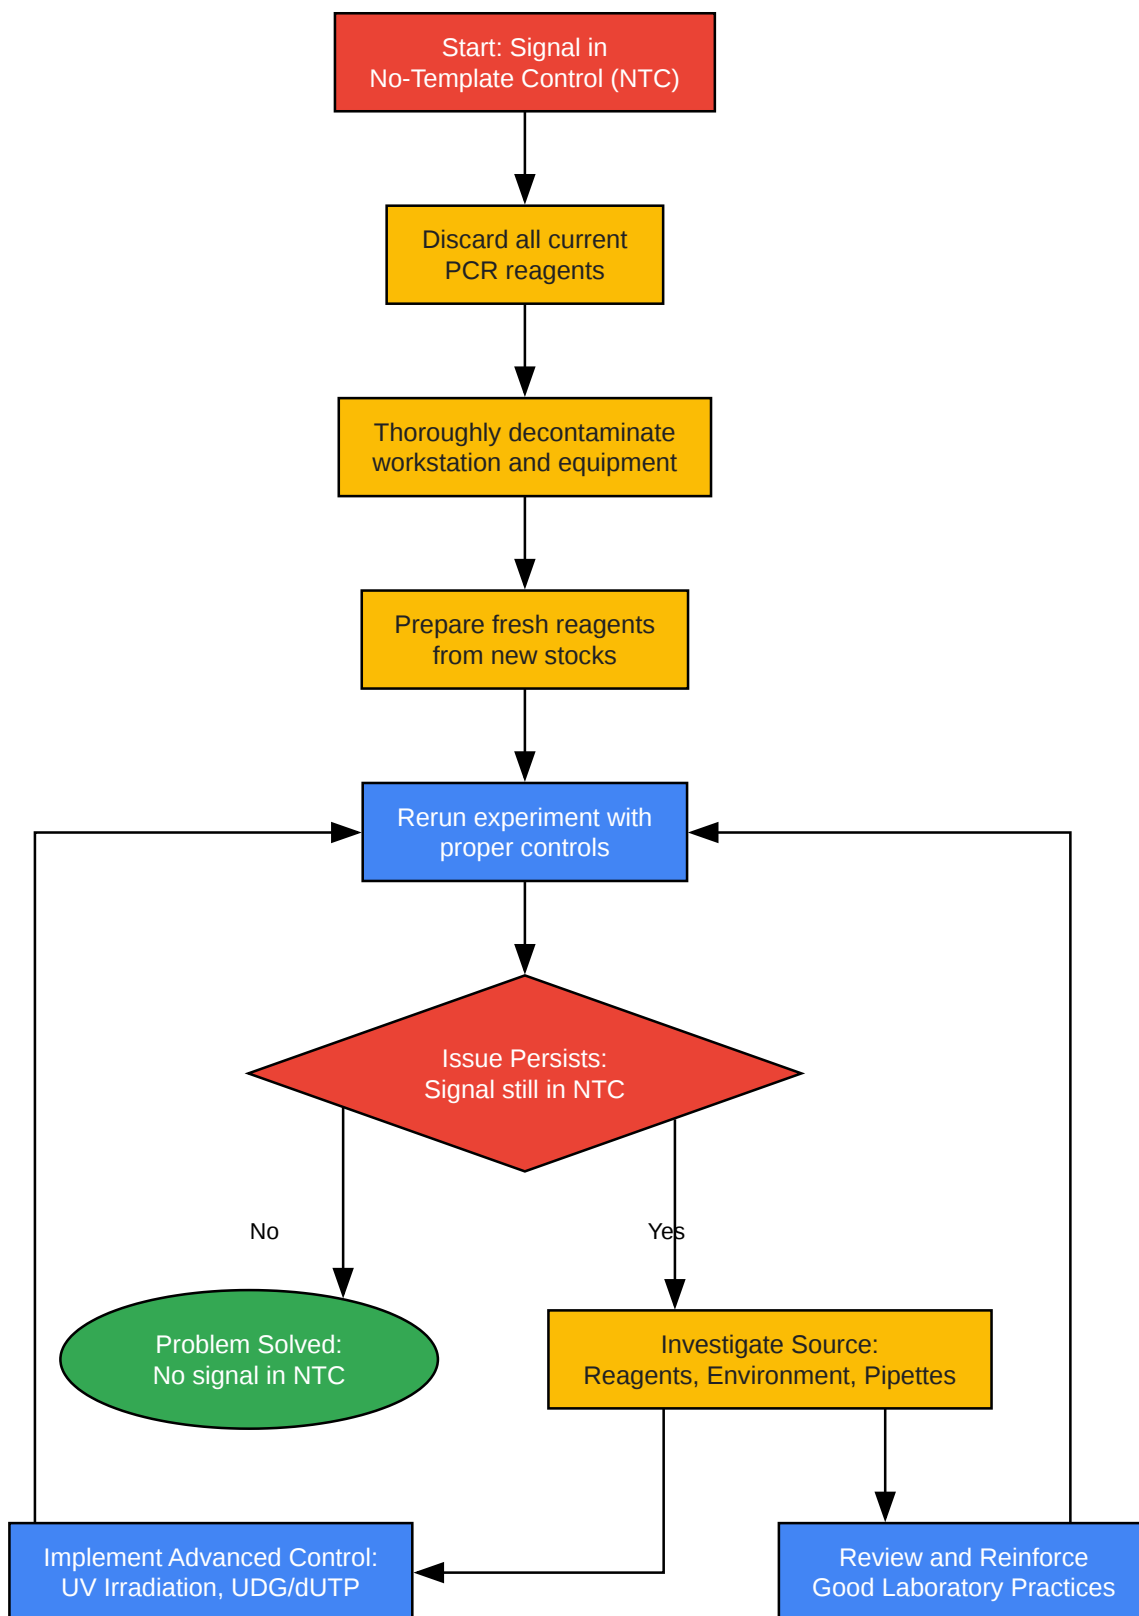 Start: Signal in
No-Template Control (NTC)
Discard all current
PCR reagents
Thoroughly decontaminate
workstation and equipment
Prepare fresh reagents
from new stocks
Rerun experiment with
proper controls
Issue Persists:
Signal still in NTC
No
Yes
Problem Solved:
No signal in NTC
Investigate Source:
Reagents, Environment, Pipettes
Implement Advanced Control:
UV Irradiation, UDG/dUTP
Review and Reinforce
Good Laboratory Practices